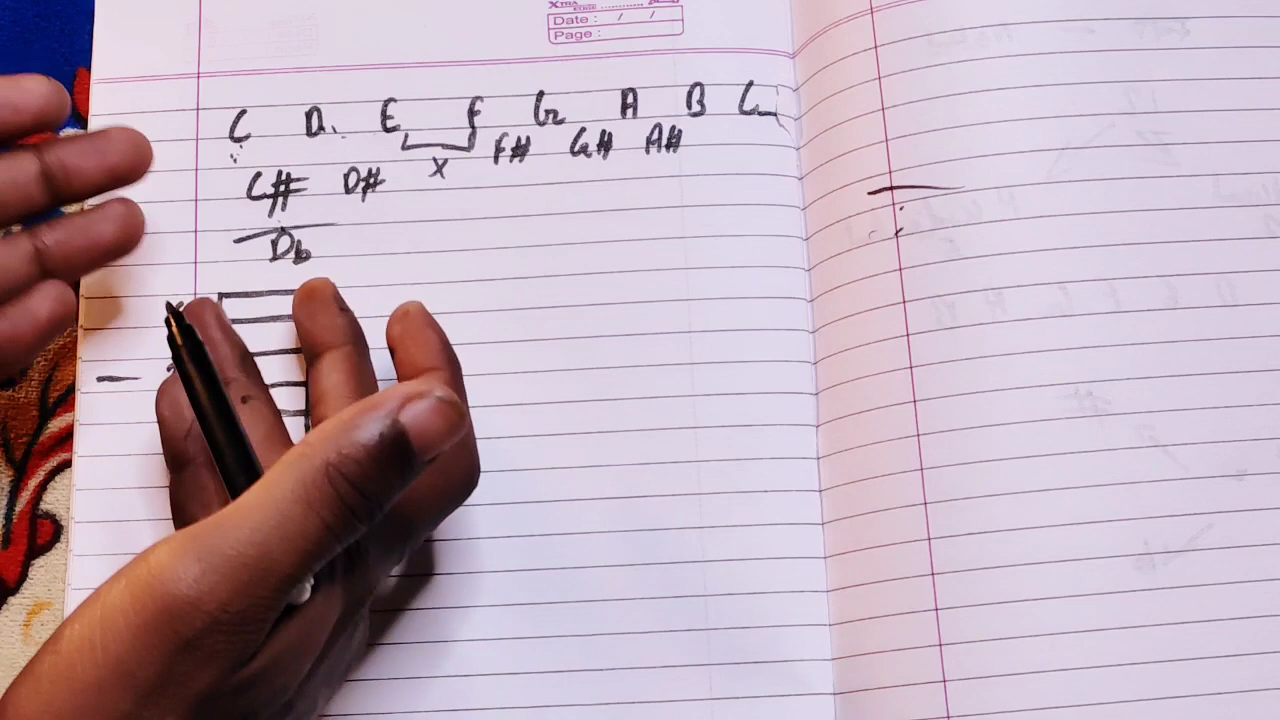 Date : / /
Page :
C D E F G A B C
x F# G# A#
C# D#
Db